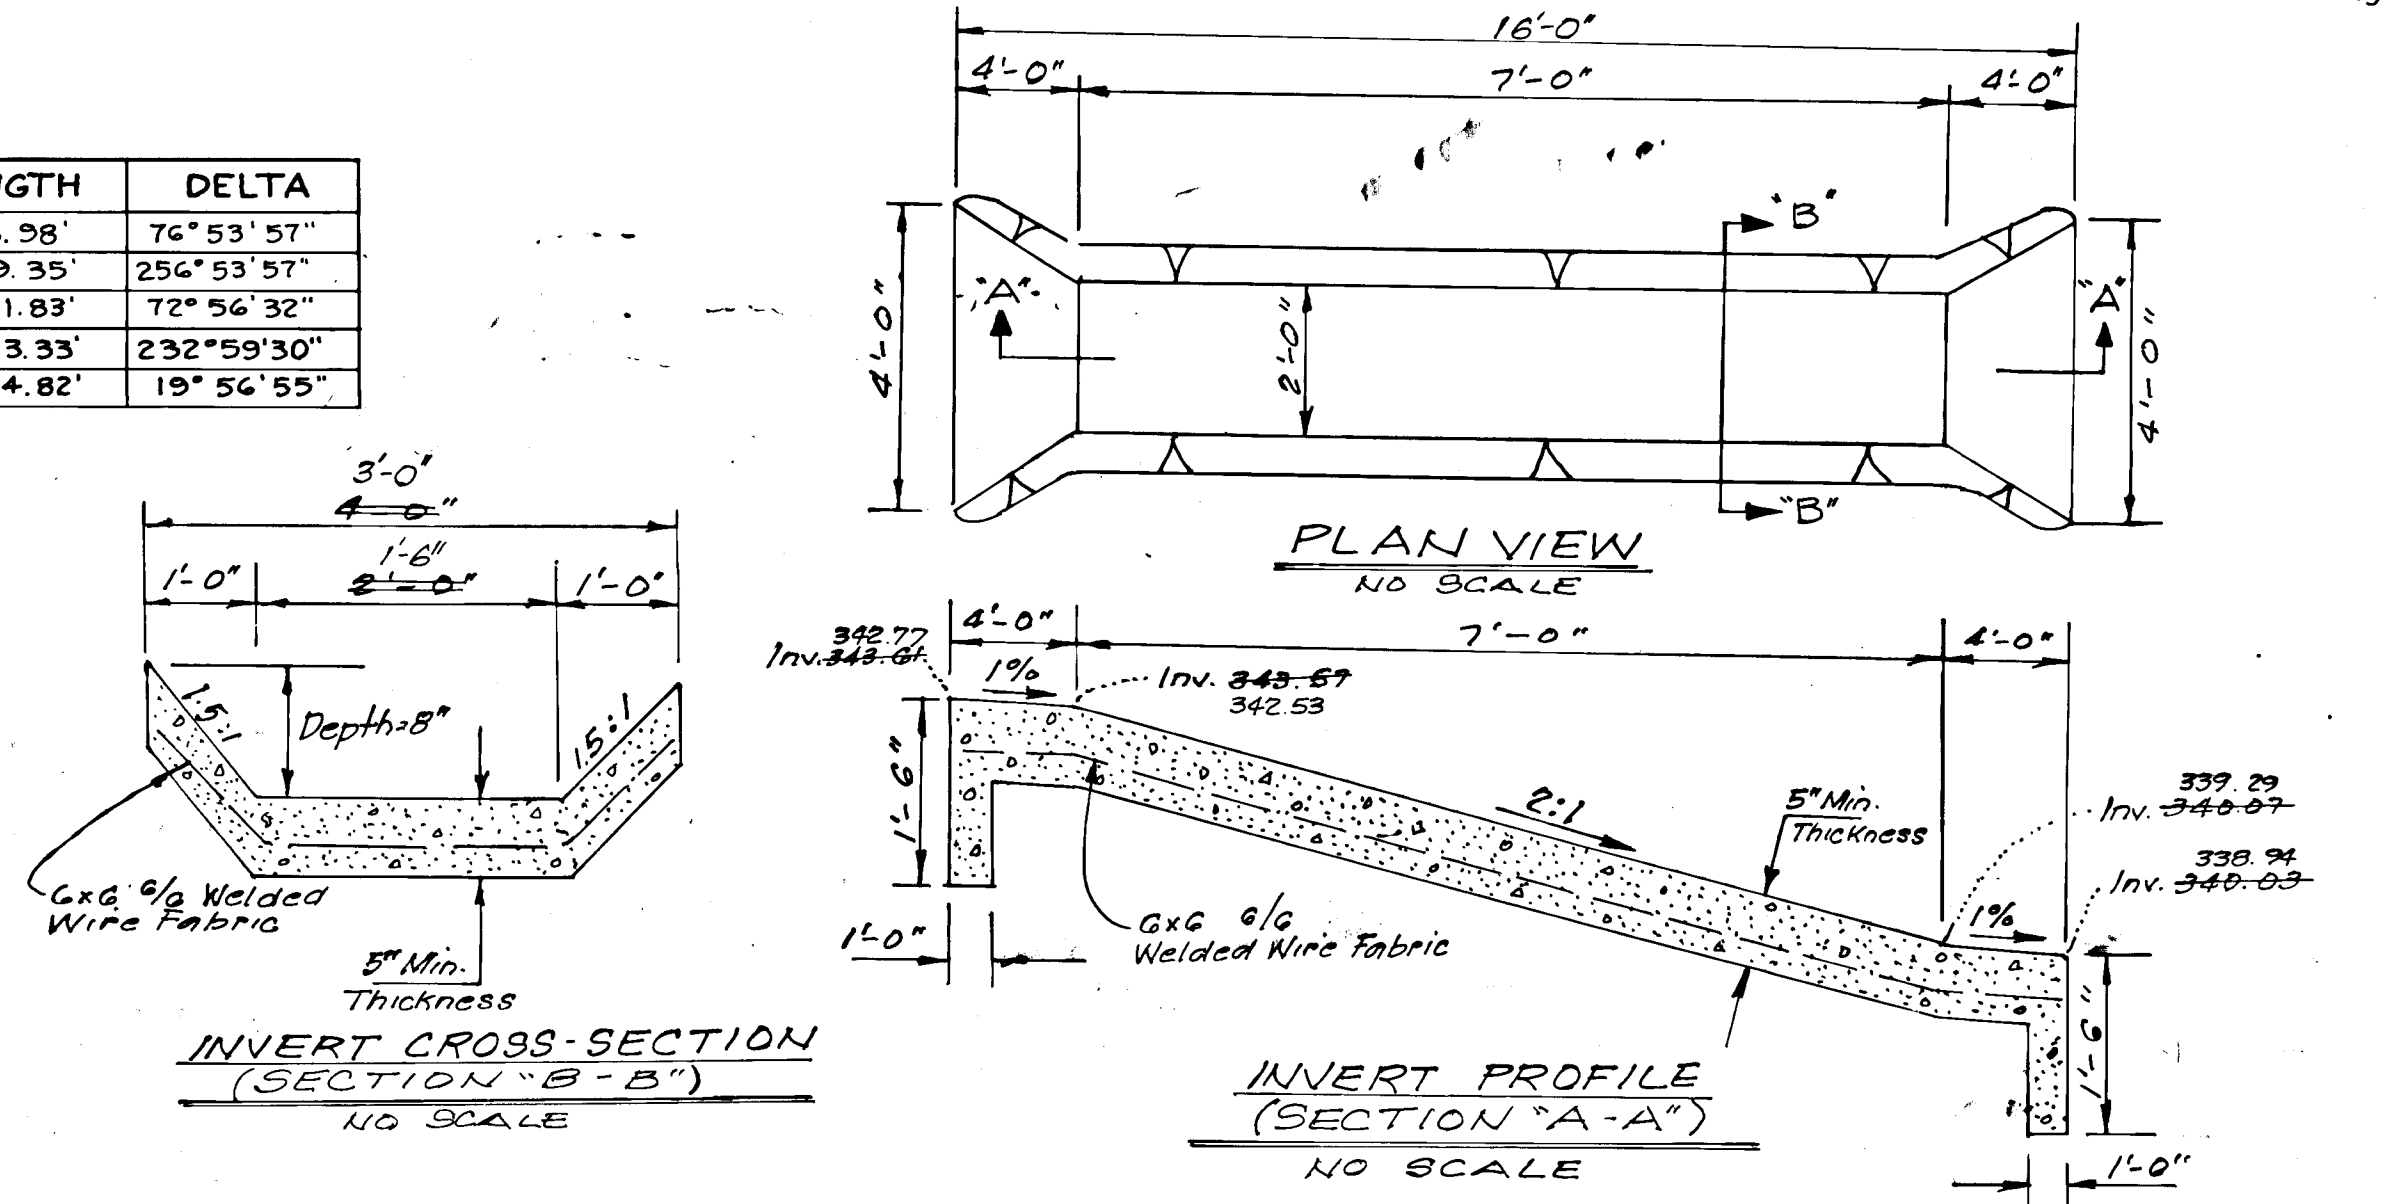 16'-0"
4'-0" 7'-0" 4'-0"
GTH DELTA
.98' 76°53'57"
.35' 256°53'57"
1.83' 72°56'32"
3.33' 232°59'30"
4.82' 19°56'55"
"B"
"A"
4'-0"
2'-0"
"A"
4'-0"
"B"
PLAN VIEW
NO SCALE
3'-0"
4'-0"
1'-6"
1'-0" 2'-0" 1'-0"
1.5:1
Depth=8"
1.5:1
6x6 6/6 Welded
Wire Fabric
5" Min.
Thickness
INVERT CROSS-SECTION
(SECTION "B-B")
NO SCALE
4'-0" 7'-0" 4'-0"
342.77
Inv. 343.61
1%
Inv. 343.57
342.53
1'-6"
2:1
5" Min.
Thickness
339.29
Inv. 340.07
338.94
Inv. 340.03
1%
1'-0"
6x6 6/6
Welded Wire Fabric
1'-6"
1'-0"
INVERT PROFILE
(SECTION "A-A")
NO SCALE